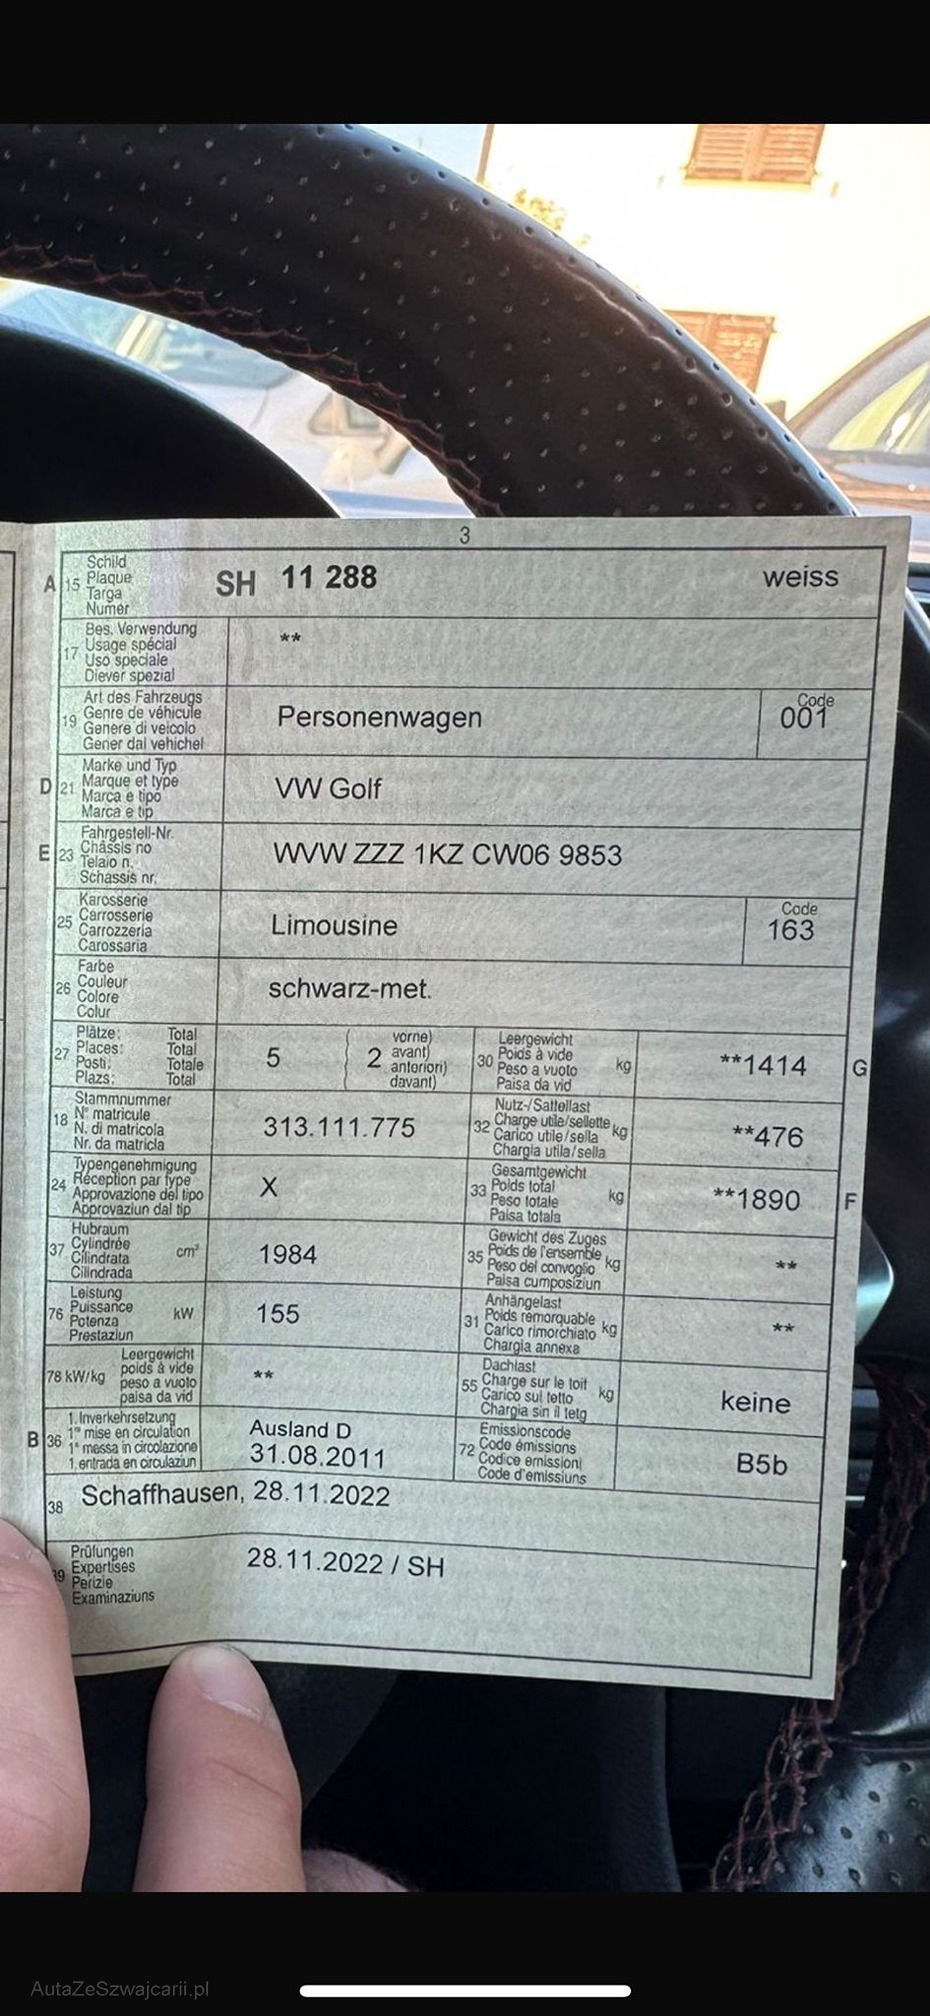 3
A 15 Schild
Plaque
Targa
Numer
SH 11 288 weiss
17 Bes. Verwendung
Usage spécial
Uso speciale
Diever spezial
**
19 Art des Fahrzeugs
Genre de véhicule
Genere di veicolo
Gener dal vehichel
Personenwagen
Code
001
D 21 Marke und Typ
Marque et type
Marca e tipo
Marca e tip
VW Golf
E 23 Fahrgestell-Nr.
Châssis no
Telaio n.
Schassis nr.
WVW ZZZ 1KZ CW06 9853
25 Karosserie
Carrosserie
Carrozzeria
Carossaria
Limousine
Code
163
26 Farbe
Couleur
Colore
Colur
schwarz-met.
27 Plätze: Total
Places: Total
Posti: Totale
Plazs: Total
5 ( 2 vorne)
avant)
anteriori)
davant)
30 Leergewicht
Poids à vide
Peso a vuoto kg
Paisa da vid
**1414 G
18 Stammnummer
N° matricule
N. di matricola
Nr. da matricla
313.111.775
32 Nutz-/Sattellast
Charge utile/sellette
Carico utile/sella kg
Chargia utila/sella
**476
24 Typengenehmigung
Réception par type
Approvazione del tipo
Approvaziun dal tip
X
33 Gesamtgewicht
Poids total
Peso totale kg
Paisa totala
**1890 F
37 Hubraum
Cylindrée
Cilindrata cm³
Cilindrada
1984
35 Gewicht des Zuges
Poids de l'ensemble
Peso del convoglio kg
Paisa cumposiziun
**
76 Leistung
Puissance kW
Potenza
Prestaziun
155
31 Anhängelast
Poids remorquable
Carico rimorchiato kg
Chargia annexa
**
78 kW/kg Leergewicht
poids à vide
peso a vuoto
paisa da vid
**
55 Dachlast
Charge sur le toit
Carico sul tetto kg
Chargia sin il tetg
keine
B 36 1. Inverkehrsetzung
1re mise en circulation
1a messa in circolazione
1. entrada en circulaziun
Ausland D
31.08.2011
72 Emissionscode
Code émissions
Codice emissioni
Code d'emissiuns
B5b
38 Schaffhausen, 28.11.2022
39 Prüfungen
Expertises
Perizie
Examinaziuns
28.11.2022 / SH
AutaZeSzwajcarii.pl